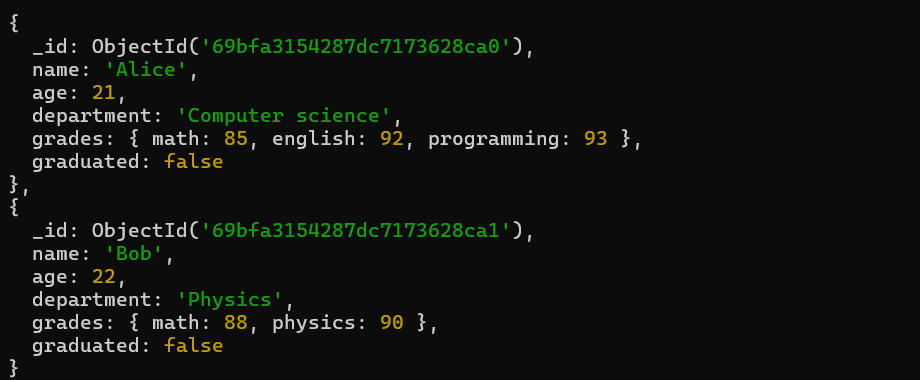 {
  _id: ObjectId('69bfa3154287dc7173628ca0'),
  name: 'Alice',
  age: 21,
  department: 'Computer science',
  grades: { math: 85, english: 92, programming: 93 },
  graduated: false
},
{
  _id: ObjectId('69bfa3154287dc7173628ca1'),
  name: 'Bob',
  age: 22,
  department: 'Physics',
  grades: { math: 88, physics: 90 },
  graduated: false
}